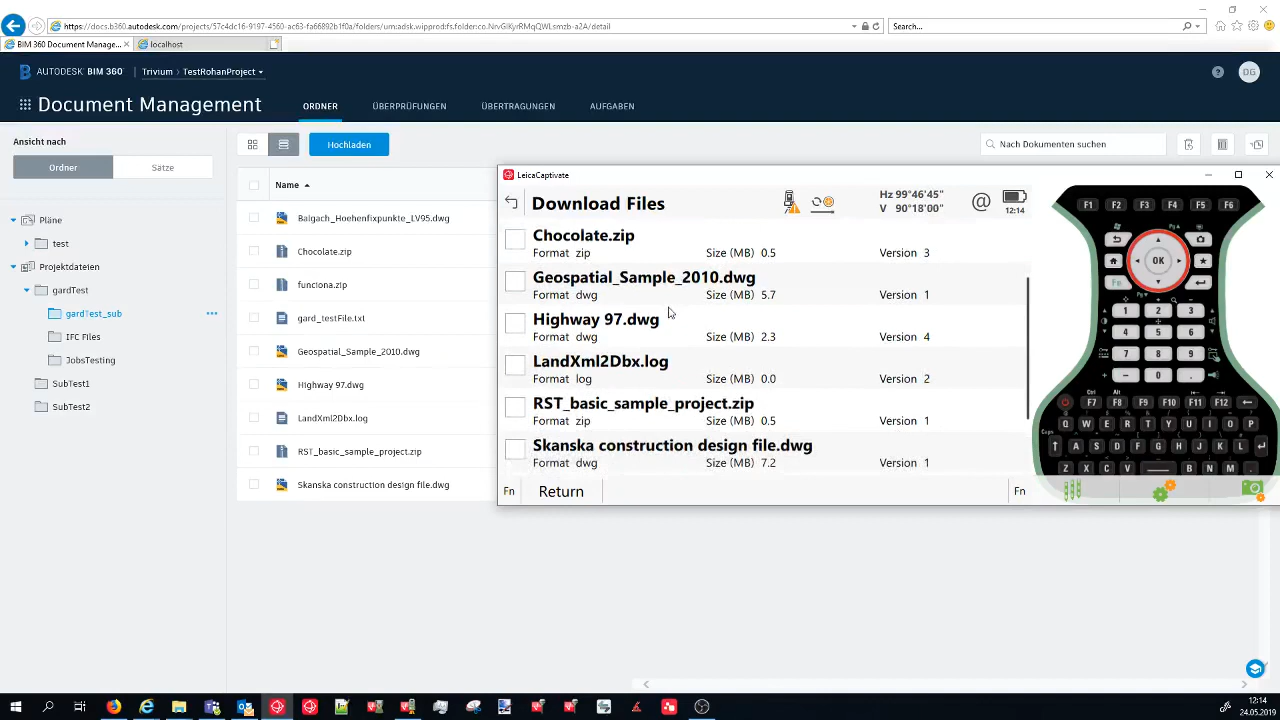 https://docs.b360.autodesk.com/projects/57c4dc16-9197-4560-ac63-fa66892b1f0a/folders/urn:adsk.wipprod:fs.folder:co.NrvGlKyrRMqQWLsmzb-a2A/detail
Search...
BIM 360 Document Manage...
localhost
AUTODESK BIM 360
Trivium
TestRohanProject
DG
Document Management
ORDNER
ÜBERPRÜFUNGEN
ÜBERTRAGUNGEN
AUFGABEN
Ansicht nach
Hochladen
Nach Dokumenten suchen
Ordner
Sätze
Name
Pläne
test
Projektdateien
gardTest
gardTest_sub
IFC Files
JobsTesting
SubTest1
SubTest2
Balgach_Hoehenfixpunkte_LV95.dwg
Chocolate.zip
funciona.zip
gard_testFile.txt
Geospatial_Sample_2010.dwg
Highway 97.dwg
LandXml2Dbx.log
RST_basic_sample_project.zip
Skanska construction design file.dwg
LeicaCaptivate
Download Files
Hz 99°46'45"
V 90°18'00"
12:14
Chocolate.zip
Format zip Size (MB) 0.5 Version 3
Geospatial_Sample_2010.dwg
Format dwg Size (MB) 5.7 Version 1
Highway 97.dwg
Format dwg Size (MB) 2.3 Version 4
LandXml2Dbx.log
Format log Size (MB) 0.0 Version 2
RST_basic_sample_project.zip
Format zip Size (MB) 0.5 Version 1
Skanska construction design file.dwg
Format dwg Size (MB) 7.2 Version 1
Fn Return Fn
F1 F2 F3 F4 F5 F6
OK
Fn
1 2 3
4 5 6
7 8 9
0
Ctrl Alt
F7 F8 F9 F10 F11 F12
Q W E R T Y U I O P
Caps
A S D F G H J K L
Z X C V B N M
12:14
24.05.2019